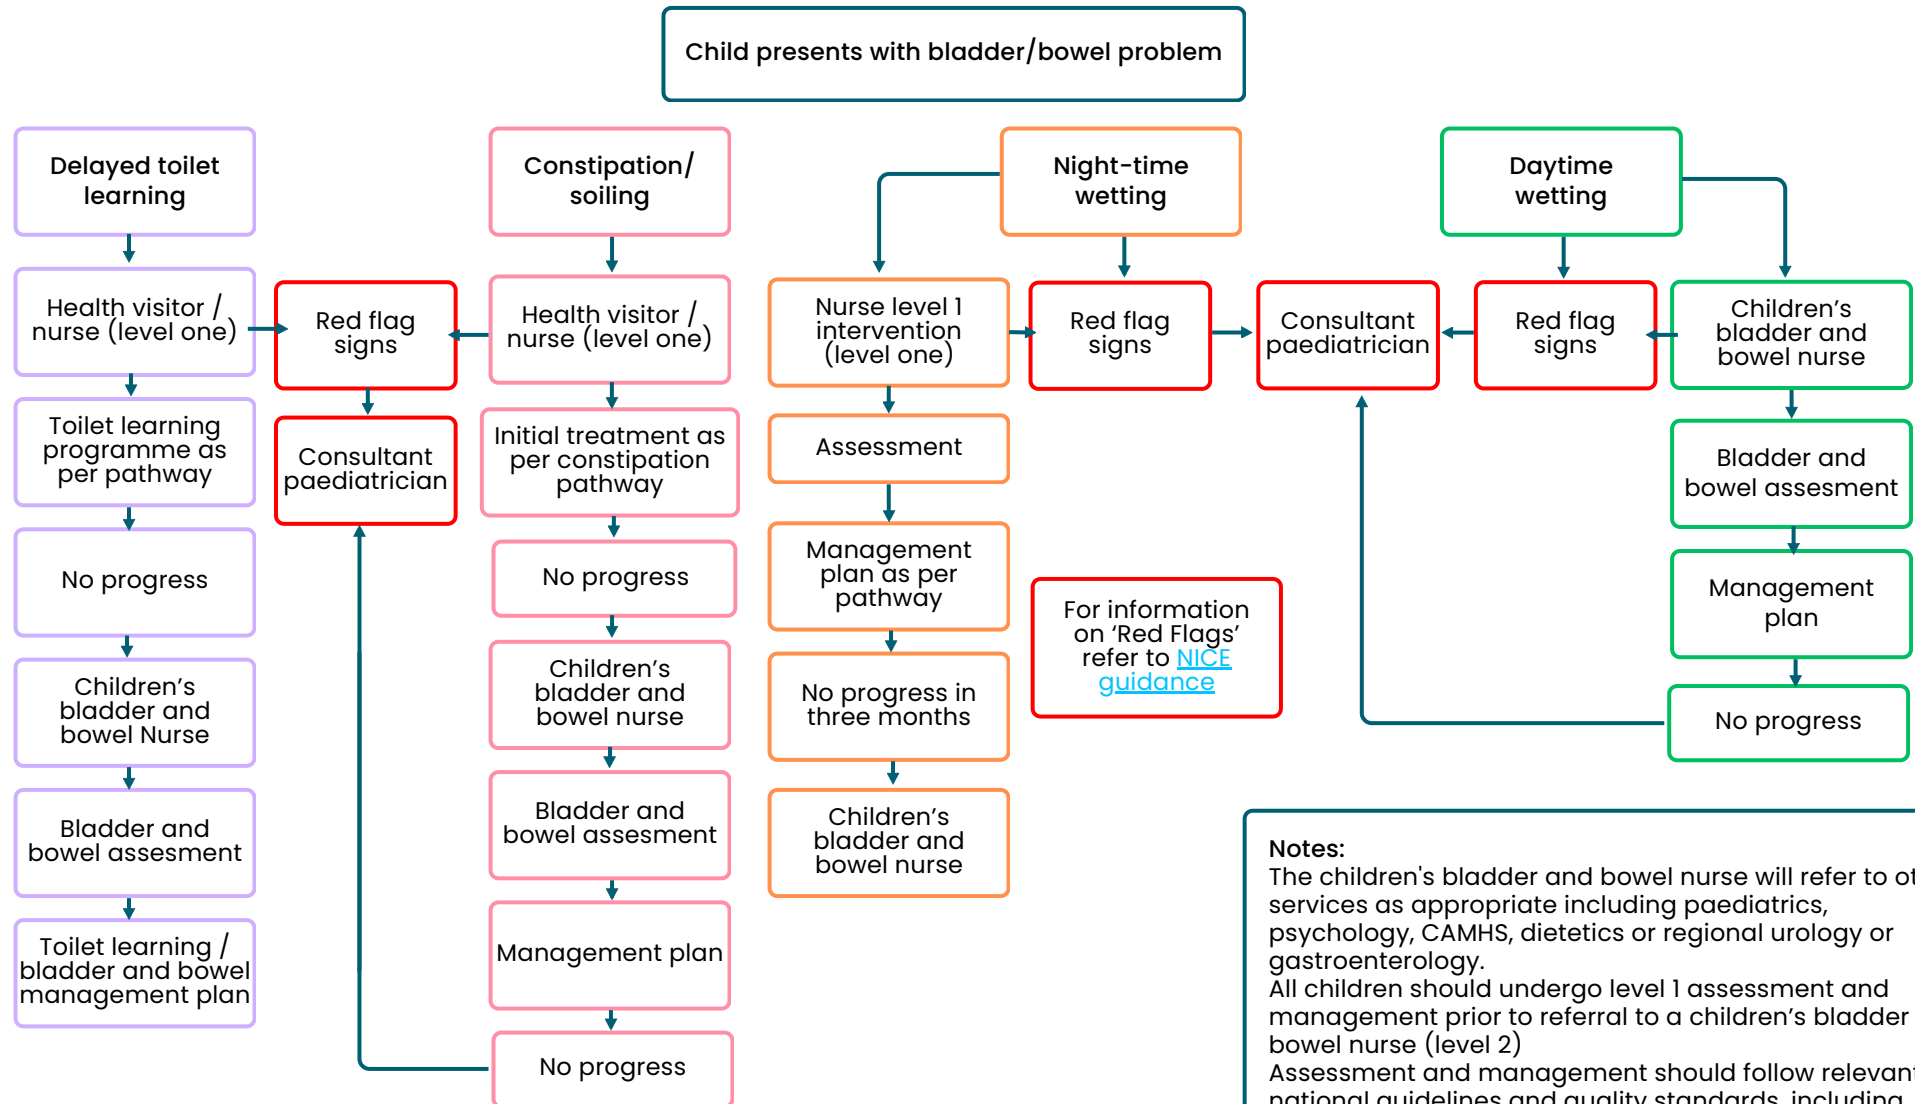 Child presents with bladder/bowel problem
Delayed toilet
learning
Health visitor /
nurse (level one)
Toilet learning
programme as
per pathway
No progress
Children's
bladder and
bowel Nurse
Bladder and
bowel assesment
Toilet learning /
bladder and bowel
management plan
Red flag
signs
Consultant
paediatrician
Constipation/
soiling
Health visitor /
nurse (level one)
Initial treatment as
per constipation
pathway
No progress
Children's
bladder and
bowel nurse
Bladder and
bowel assesment
Management plan
No progress
Night-time
wetting
Nurse level 1
intervention
(level one)
Assessment
Management
plan as per
pathway
No progress in
three months
Children's
bladder and
bowel nurse
Red flag
signs
Consultant
paediatrician
For information
on ‘Red Flags’
refer to NICE
guidance
Daytime
wetting
Red flag
signs
Children's
bladder and
bowel nurse
Bladder and
bowel assesment
Management
plan
No progress
Notes:
The children's bladder and bowel nurse will refer to
services as appropriate including paediatrics,
psychology, CAMHS, dietetics or regional urology or
gastroenterology.
All children should undergo level 1 assessment and
management prior to referral to a children’s bladder
bowel nurse (level 2)
Assessment and management should follow relevant
national guidelines and quality standards, including